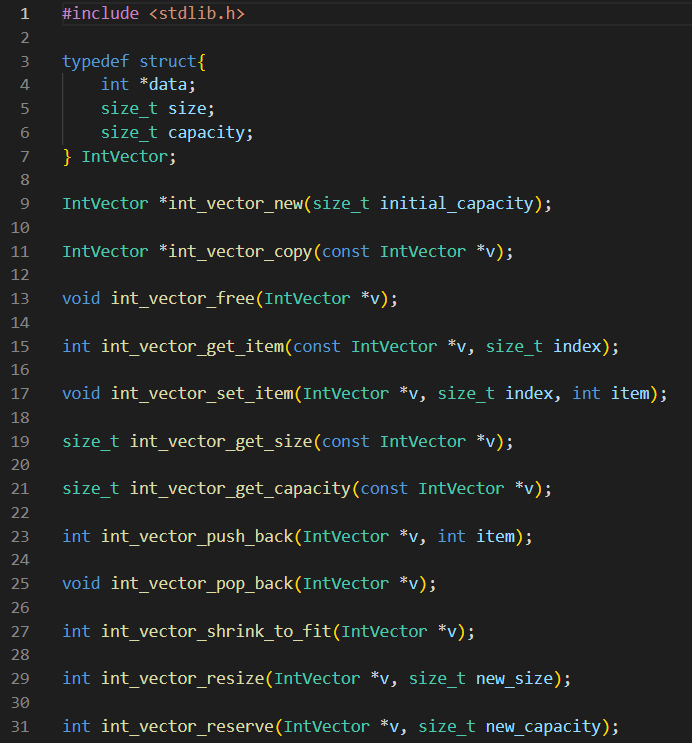 1 #include <stdlib.h>
2
3 typedef struct{
4     int *data;
5     size_t size;
6     size_t capacity;
7 } IntVector;
8
9 IntVector *int_vector_new(size_t initial_capacity);
10
11 IntVector *int_vector_copy(const IntVector *v);
12
13 void int_vector_free(IntVector *v);
14
15 int int_vector_get_item(const IntVector *v, size_t index);
16
17 void int_vector_set_item(IntVector *v, size_t index, int item);
18
19 size_t int_vector_get_size(const IntVector *v);
20
21 size_t int_vector_get_capacity(const IntVector *v);
22
23 int int_vector_push_back(IntVector *v, int item);
24
25 void int_vector_pop_back(IntVector *v);
26
27 int int_vector_shrink_to_fit(IntVector *v);
28
29 int int_vector_resize(IntVector *v, size_t new_size);
30
31 int int_vector_reserve(IntVector *v, size_t new_capacity);